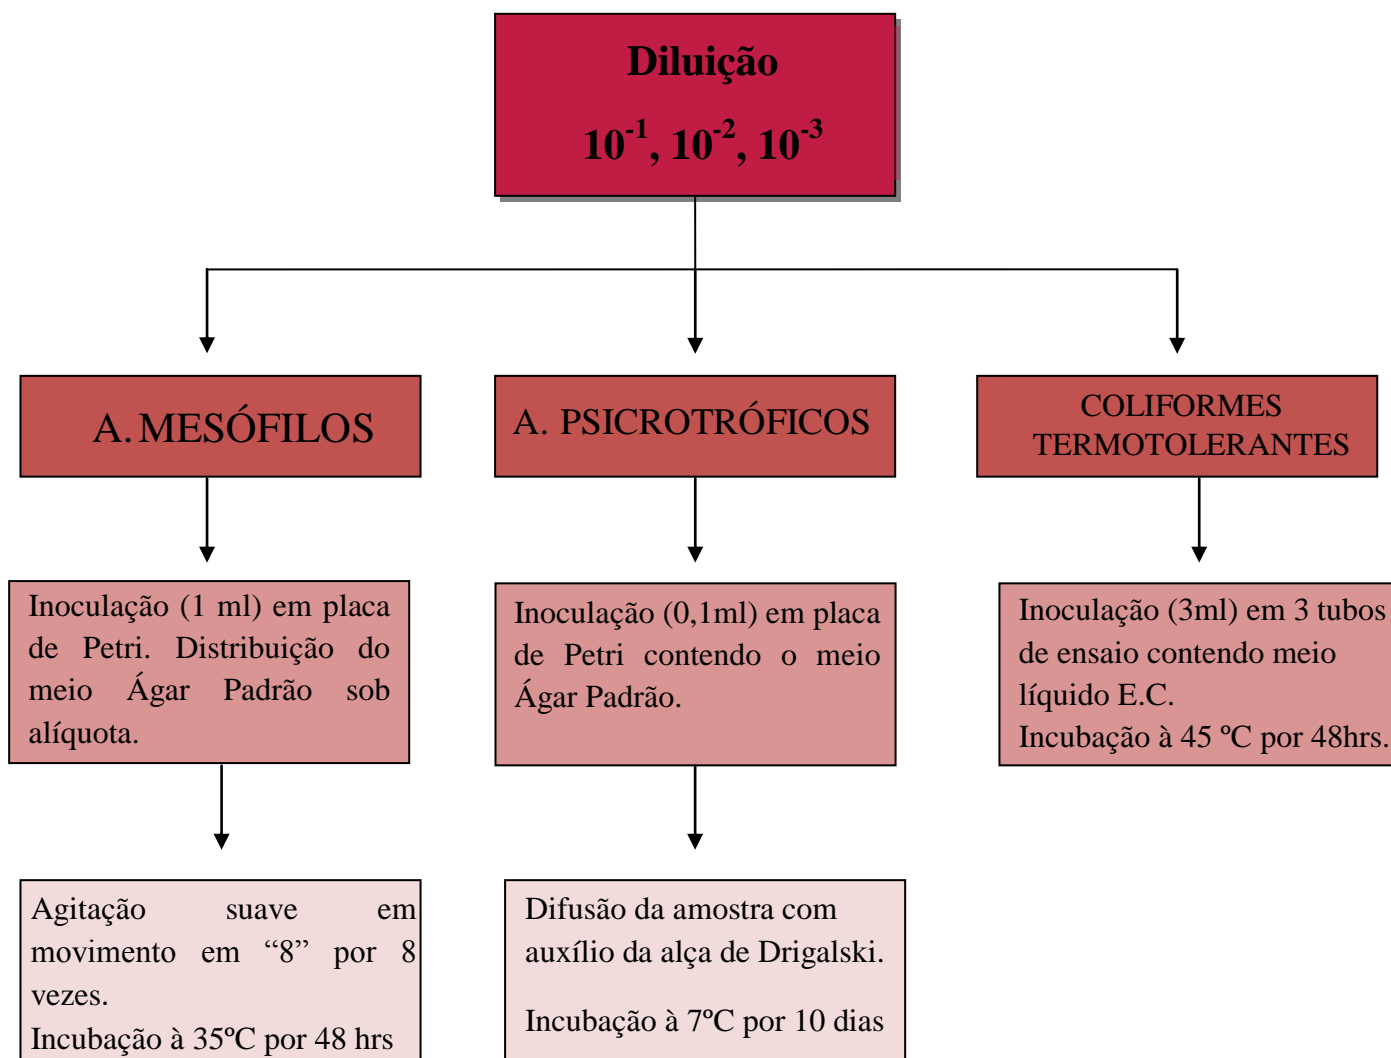 Diluição
10⁻¹, 10⁻², 10⁻³
A. MESÓFILOS
A. PSICROTRÓFICOS
COLIFORMES
TERMOTOLERANTES
Inoculação (1 ml) em placa
de Petri. Distribuição do
meio Ágar Padrão sob
alíquota.
Inoculação (0,1ml) em placa
de Petri contendo o meio
Ágar Padrão.
Inoculação (3ml) em 3 tubos
de ensaio contendo meio
líquido E.C.
Incubação à 45 ºC por 48hrs.
Agitação suave em
movimento em “8” por 8
vezes.
Incubação à 35ºC por 48 hrs
Difusão da amostra com
auxílio da alça de Drigalski.
Incubação à 7ºC por 10 dias